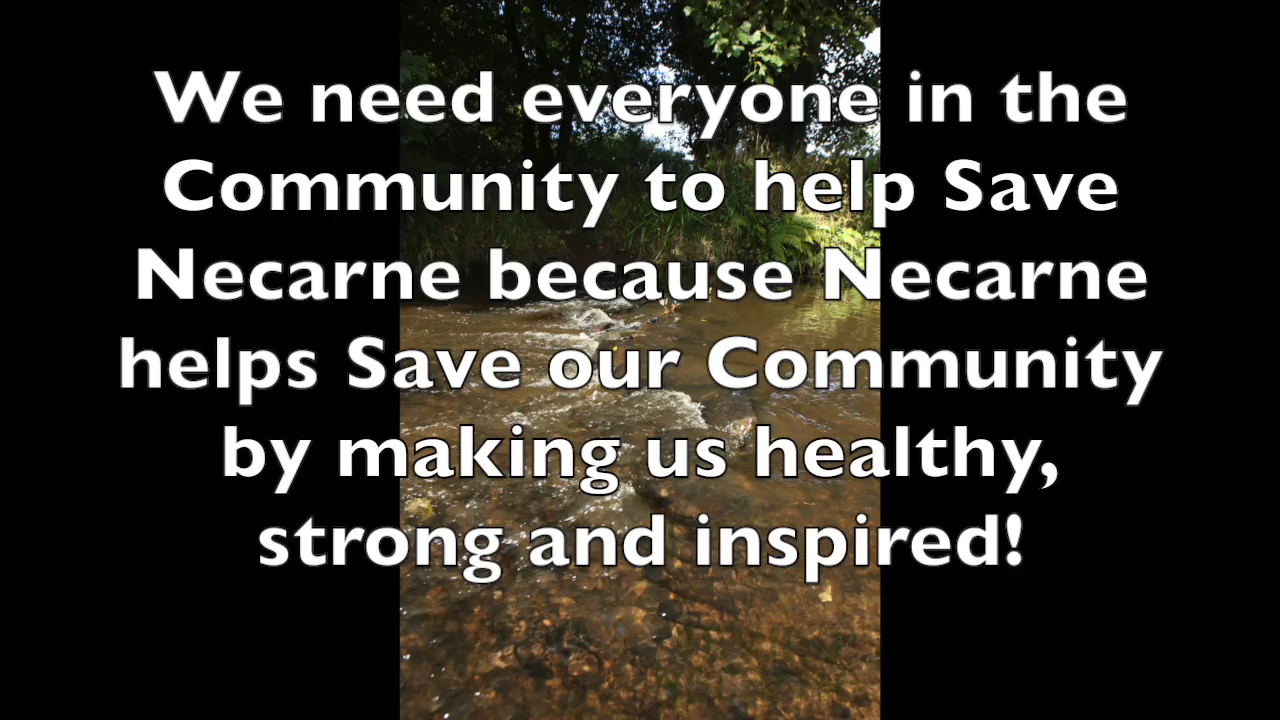 We need everyone in the
Community to help Save
Necarne because Necarne
helps Save our Community
by making us healthy,
strong and inspired!